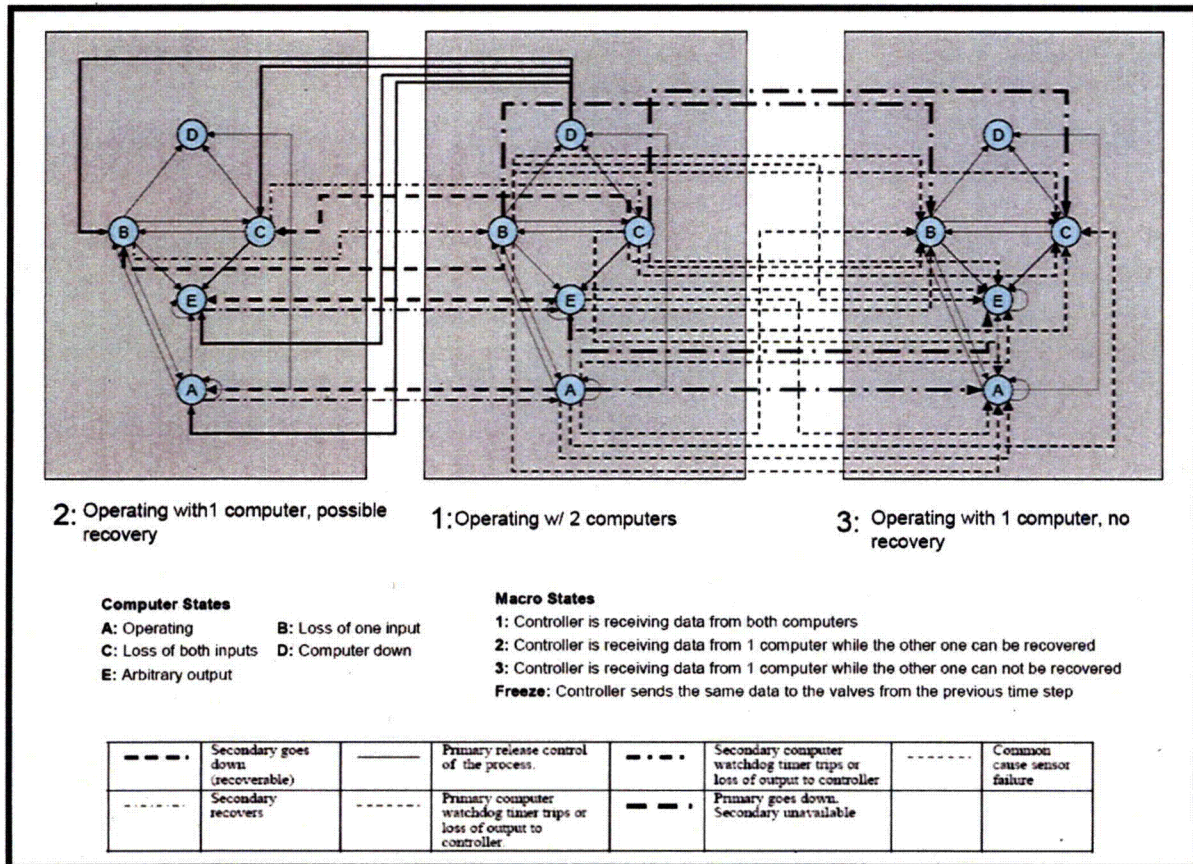 D
D
D
B
C
B
C
B
C
E
E
E
A
A
A
2: Operating with1 computer, possible
recovery
1:Operating w/ 2 computers
3: Operating with 1 computer, no
recovery
Computer States
A: Operating B: Loss of one input
C: Loss of both inputs D: Computer down
E: Arbitrary output
Macro States
1: Controller is receiving data from both computers
2: Controller is receiving data from 1 computer while the other one can be recovered
3: Controller is receiving data from 1 computer while the other one can not be recovered
Freeze: Controller sends the same data to the valves from the previous time step
Secondary goes
down
(recoverable)
Primary release control
of the process.
Secondary computer
watchdog timer trips or
loss of output to controller
Common
cause sensor
failure
Secondary
recovers
Primary computer
watchdog timer trips or
loss of output to
controller.
Primary goes down.
Secondary unavailable